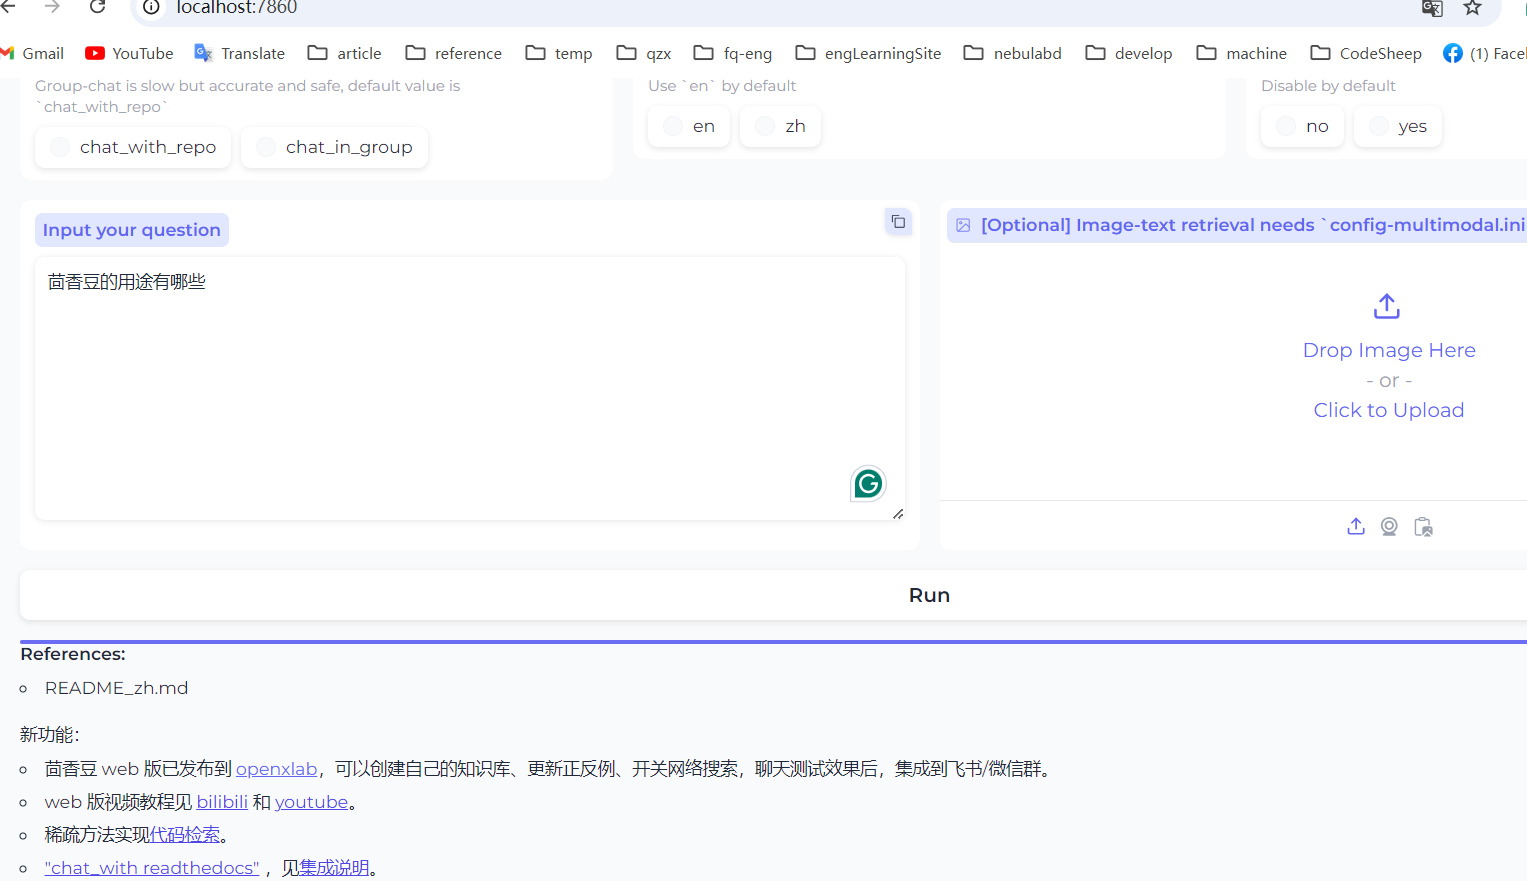 localhost:7860
Gmail YouTube Translate article reference temp qzx fq-eng engLearningSite nebulabd develop machine CodeSheep (1) Facel
Group-chat is slow but accurate and safe, default value is
`chat_with_repo`
chat_with_repo chat_in_group
Use `en` by default
en zh
Disable by default
no yes
Input your question
茴香豆的用途有哪些
[Optional] Image-text retrieval needs `config-multimodal.ini
Drop Image Here
- or -
Click to Upload
Run
References:
README_zh.md
新功能：
茴香豆 web 版已发布到 openxlab，可以创建自己的知识库、更新正反例、开关网络搜索，聊天测试效果后，集成到飞书/微信群。
web 版视频教程见 bilibili 和 youtube。
稀疏方法实现代码检索。
"chat_with readthedocs" ，见集成说明。